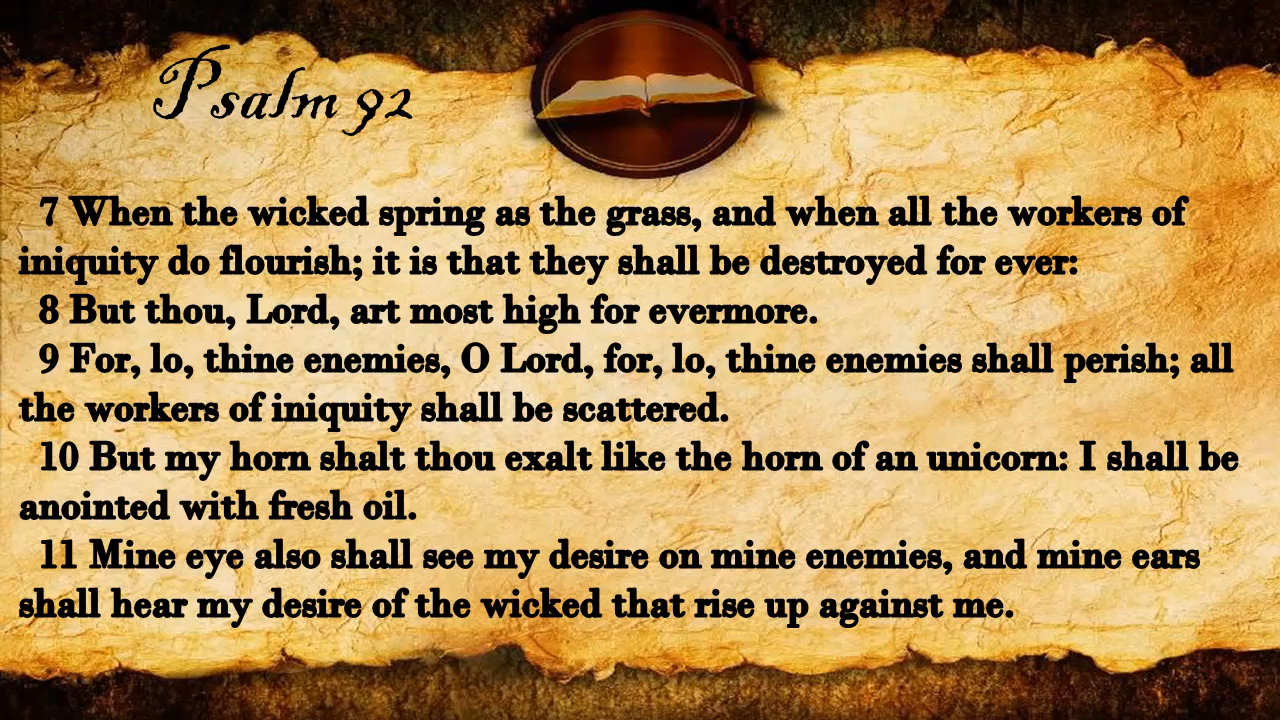 Psalm 92
7 When the wicked spring as the grass, and when all the workers of
iniquity do flourish; it is that they shall be destroyed for ever:
8 But thou, Lord, art most high for evermore.
9 For, lo, thine enemies, O Lord, for, lo, thine enemies shall perish; all
the workers of iniquity shall be scattered.
10 But my horn shalt thou exalt like the horn of an unicorn: I shall be
anointed with fresh oil.
11 Mine eye also shall see my desire on mine enemies, and mine ears
shall hear my desire of the wicked that rise up against me.